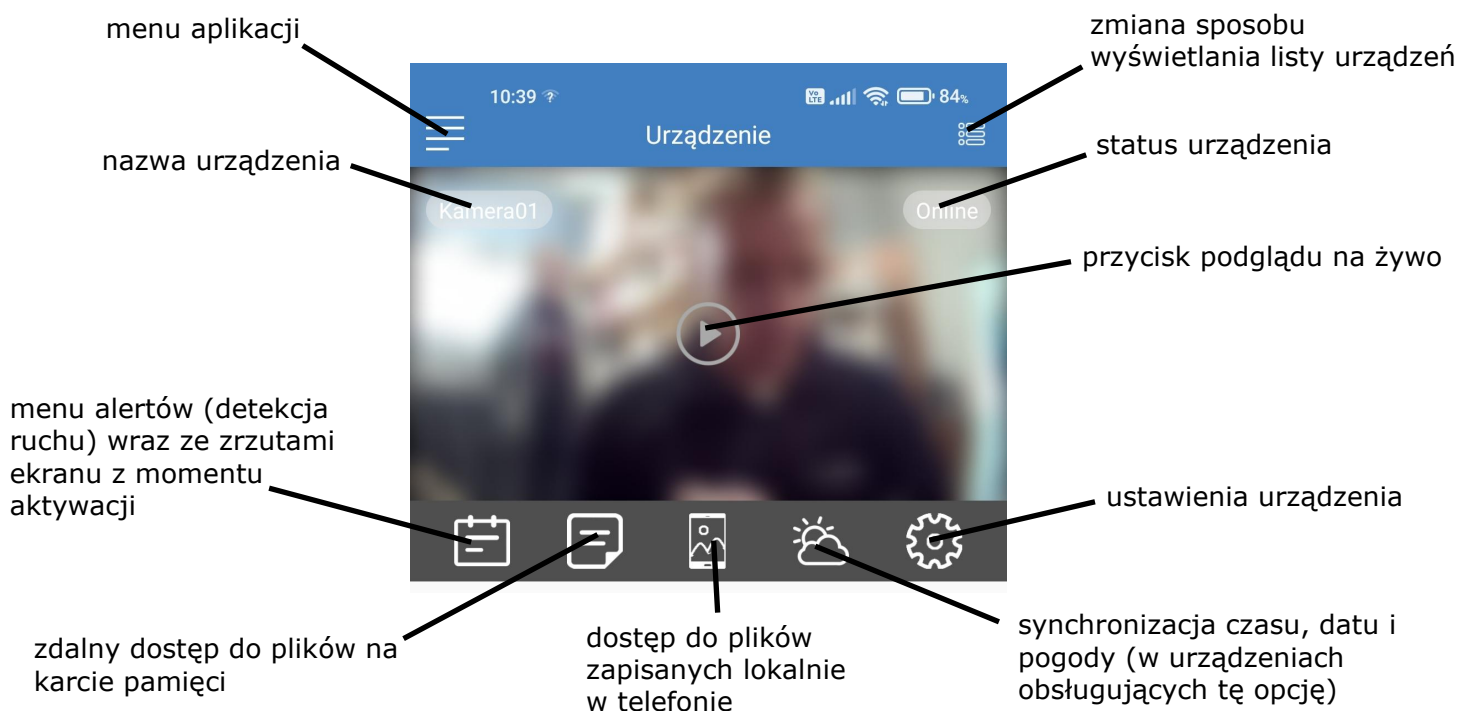 menu aplikacji
zmiana sposobu
wyświetlania listy urządzeń
10:39
Vo
LTE
84%
Urządzenie
nazwa urządzenia
status urządzenia
Kamera01
Online
przycisk podglądu na żywo
menu alertów (detekcja
ruchu) wraz ze zrzutami
ekranu z momentu
aktywacji
ustawienia urządzenia
zdalny dostęp do plików na
karcie pamięci
dostęp do plików
zapisanych lokalnie
w telefonie
synchronizacja czasu, datu i
pogody (w urządzeniach
obsługujących tę opcję)